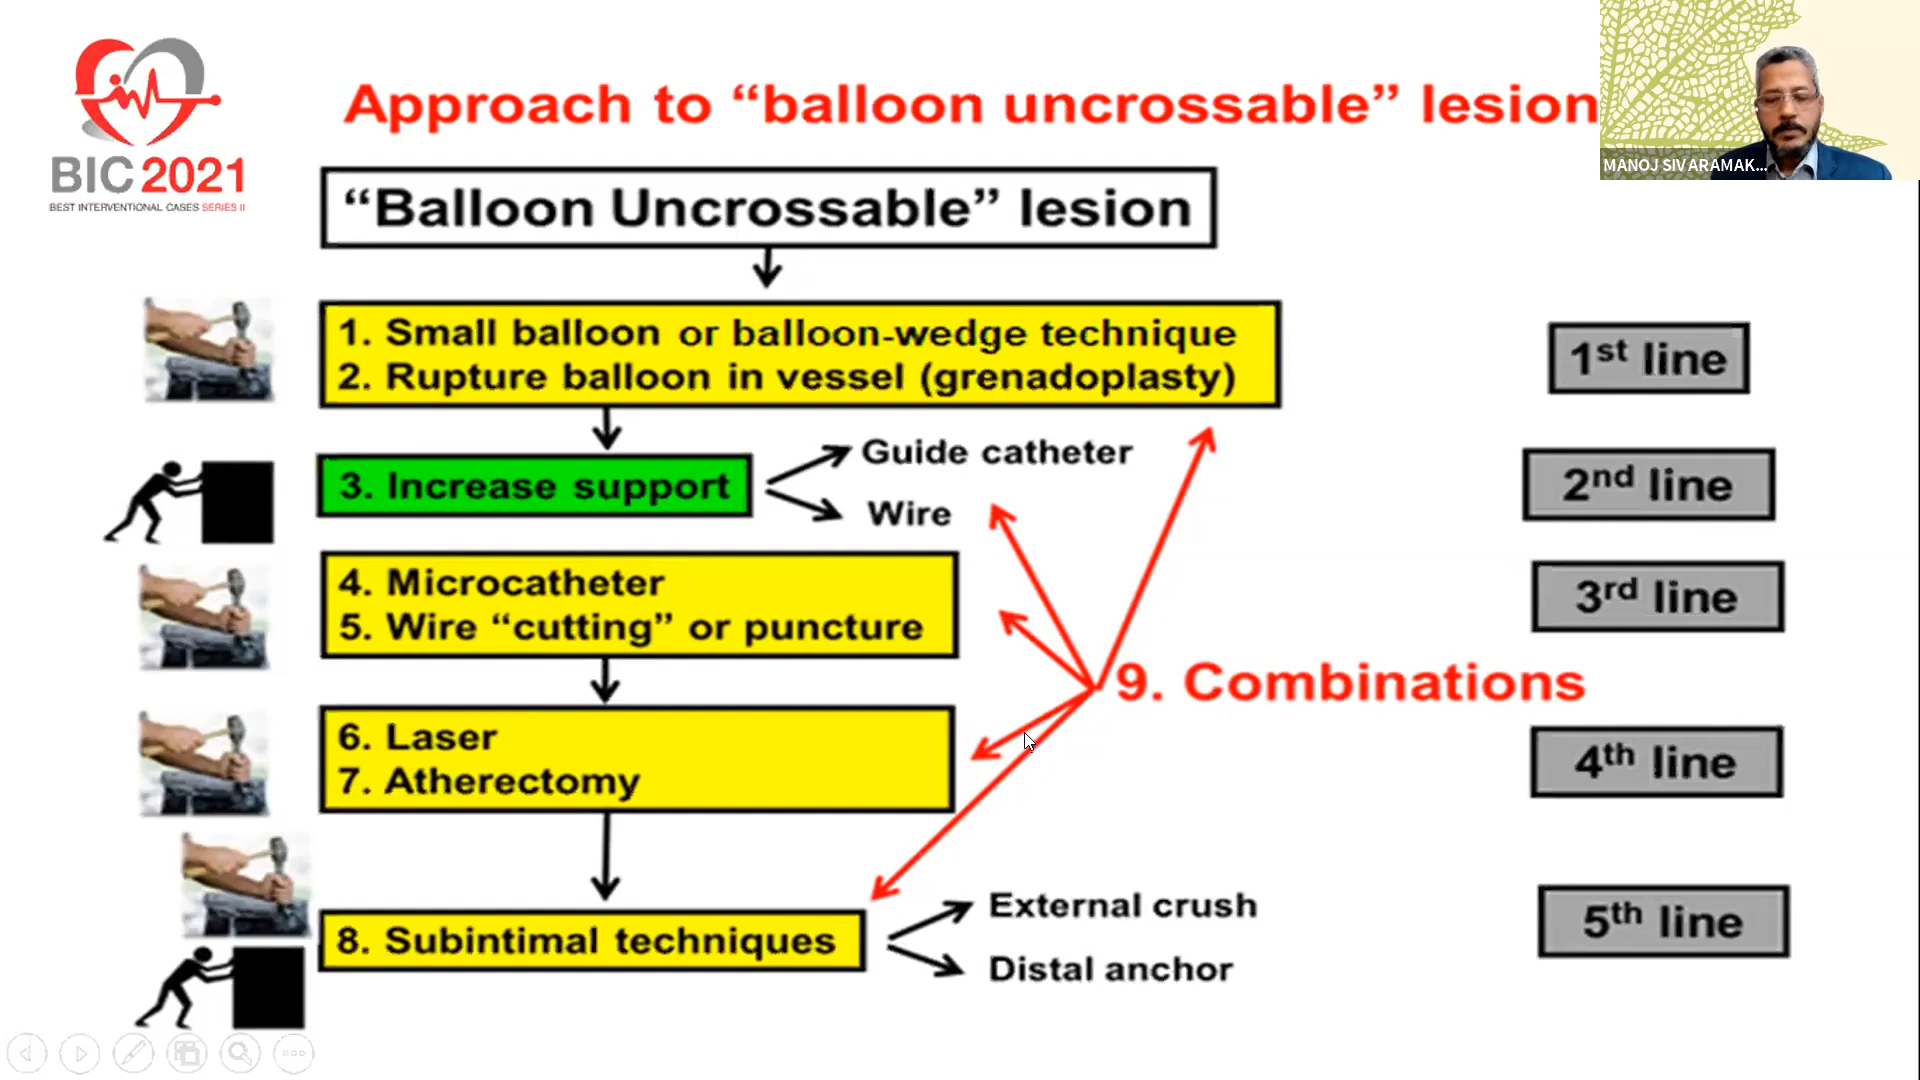 BIC 2021
BEST INTERVENTIONAL CASES SERIES II
Approach to “balloon uncrossable” lesion
MANOJ SIVARAMAK...
“Balloon Uncrossable” lesion
1. Small balloon or balloon-wedge technique
2. Rupture balloon in vessel (grenadoplasty)
1st line
3. Increase support
Guide catheter
Wire
2nd line
4. Microcatheter
5. Wire “cutting” or puncture
3rd line
9. Combinations
6. Laser
7. Atherectomy
4th line
8. Subintimal techniques
External crush
Distal anchor
5th line